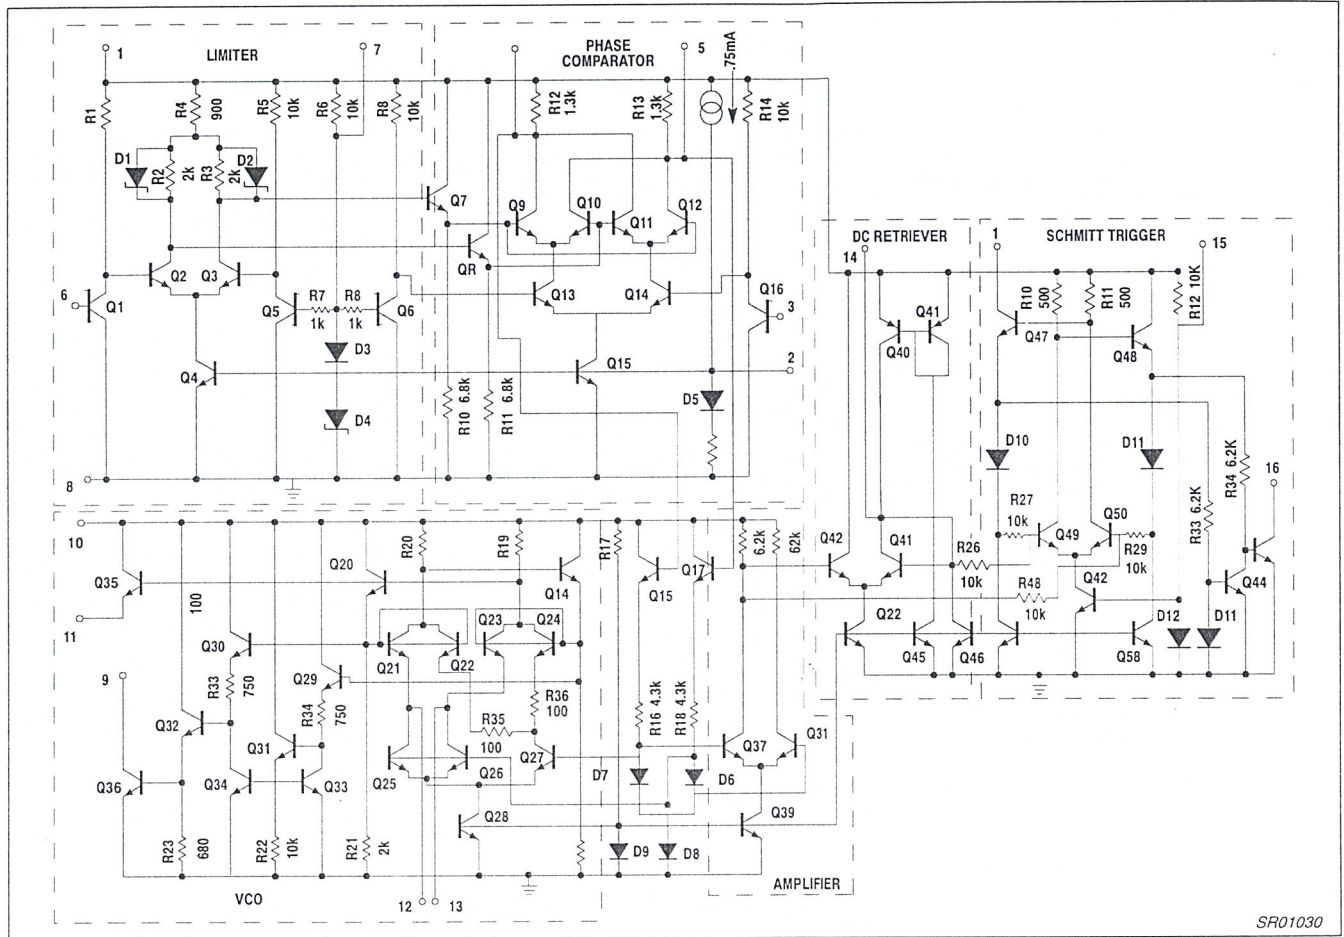 1
LIMITER
7
PHASE
COMPARATOR
5
.75mA
R1
R4
900
R5
10k
R6
10k
R8
10k
R12
1.3k
R13
1.3k
R14
10k
D1
R2
2k
R3
2k
D2
Q7
Q9
Q10
Q11
Q12
QR
6
Q1
Q2
Q3
Q5
R7
1k
R8
1k
Q6
Q13
Q14
Q16
3
D3
Q4
Q15
2
D4
R10 6.8k
R11 6.8k
D5
8
DC RETRIEVER
14
SCHMITT TRIGGER
1
15
R10
500
R11
500
R12 10K
Q40
Q41
Q47
Q48
D10
D11
R34 6.2K
16
R27
10k
Q49
Q50
R29
10k
R33 6.2K
Q42
Q41
R26
10k
R48
10k
Q42
Q44
D12
D11
Q22
Q45
Q46
Q58
10
R20
R19
R17
6.2k
62k
Q35
Q20
Q14
Q15
Q17
100
11
Q30
Q21
Q22
Q23
Q24
9
R33
750
Q29
R34
750
R36
100
R35
100
R16 4.3k
R18 4.3k
Q32
Q31
Q37
Q31
Q36
Q34
Q33
Q25
Q26
Q27
D7
D6
Q28
Q39
R23
680
R22
10k
R21
2k
D9
D8
VCO
12
13
AMPLIFIER
SR01030